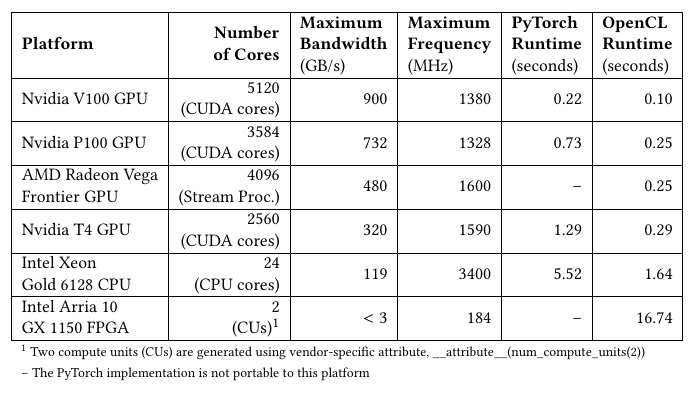 Platform
Number
of Cores
Maximum
Bandwidth
(GB/s)
Maximum
Frequency
(MHz)
PyTorch
Runtime
(seconds)
OpenCL
Runtime
(seconds)
Nvidia V100 GPU
5120
(CUDA cores)
900
1380
0.22
0.10
Nvidia P100 GPU
3584
(CUDA cores)
732
1328
0.73
0.25
AMD Radeon Vega
Frontier GPU
4096
(Stream Proc.)
480
1600
–
0.25
Nvidia T4 GPU
2560
(CUDA cores)
320
1590
1.29
0.29
Intel Xeon
Gold 6128 CPU
24
(CPU cores)
119
3400
5.52
1.64
Intel Arria 10
GX 1150 FPGA
2
(CUs)¹
< 3
184
–
16.74
¹ Two compute units (CUs) are generated using vendor-specific attribute, __attribute__(num_compute_units(2))
– The PyTorch implementation is not portable to this platform